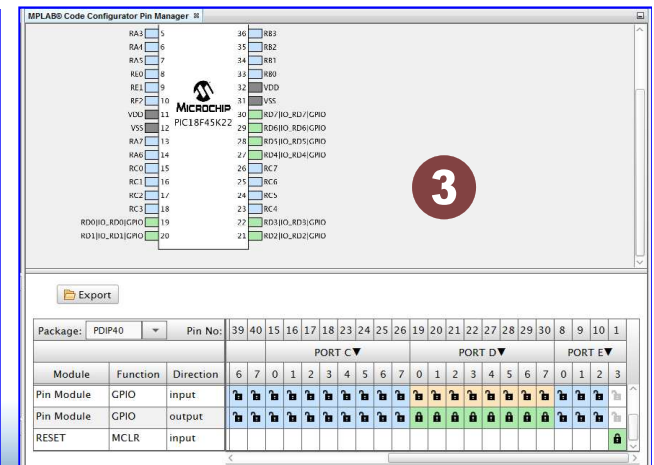 MPLAB® Code Configurator Pin Manager
RA3 5 36 RB3
RA4 6 35 RB2
RA5 7 34 RB1
RE0 8 33 RB0
RE1 9 32 VDD
RE2 10 31 VSS
MICROCHIP
VDD 11 30 RD7|IO_RD7|GPIO
PIC18F45K22
VSS 12 29 RD6|IO_RD6|GPIO
RA7 13 28 RD5|IO_RD5|GPIO
RA6 14 27 RD4|IO_RD4|GPIO
RC0 15 26 RC7
RC1 16 25 RC6
RC2 17 24 RC5
RC3 18 23 RC4
RD0|IO_RD0|GPIO 19 22 RD3|IO_RD3|GPIO
RD1|IO_RD1|GPIO 20 21 RD2|IO_RD2|GPIO
3
Export
Package: PDIP40 Pin No: 39 40 15 16 17 18 23 24 25 26 19 20 21 22 27 28 29 30 8 9 10 1
PORT C▼ PORT D▼ PORT E▼
Module Function Direction 6 7 0 1 2 3 4 5 6 7 0 1 2 3 4 5 6 7 0 1 2 3
Pin Module GPIO input
Pin Module GPIO output
RESET MCLR input